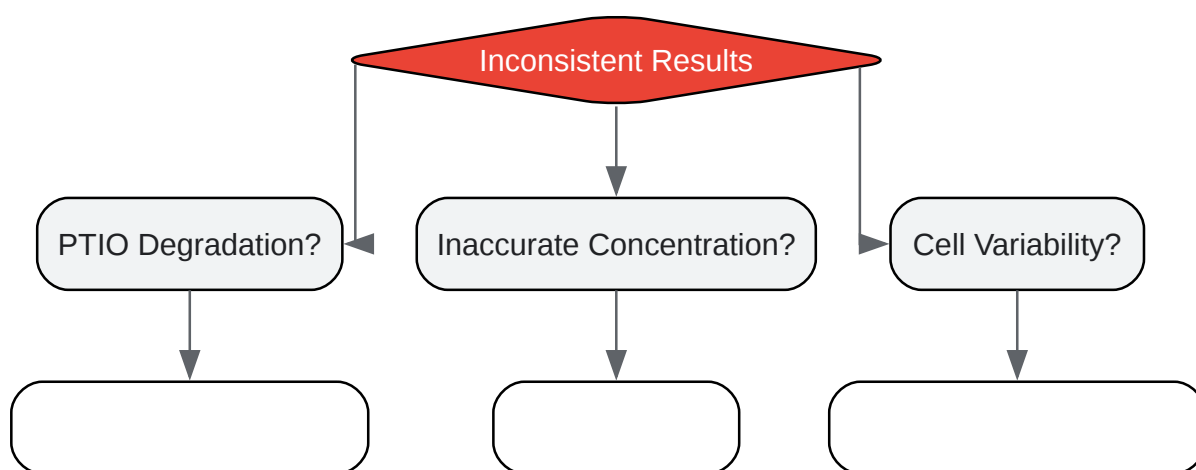 Inconsistent Results
PTIO Degradation?
Inaccurate Concentration?
Cell Variability?